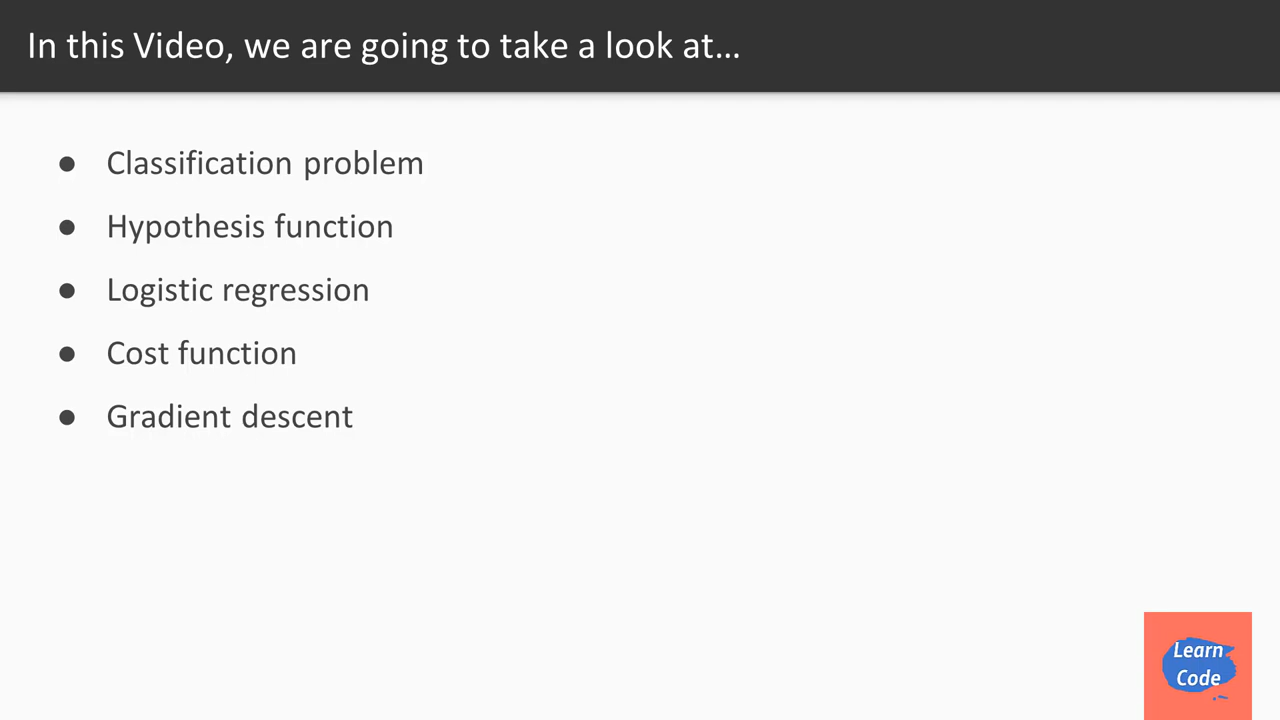 In this Video, we are going to take a look at...
● Classification problem
● Hypothesis function
● Logistic regression
● Cost function
● Gradient descent
Learn
Code